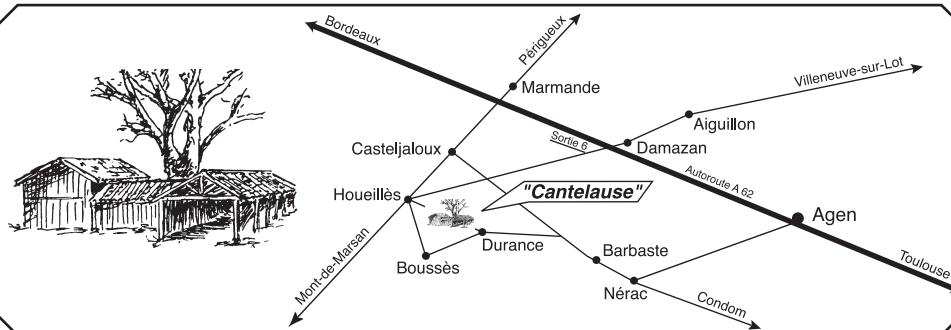 Bordeaux
Périgueux
Marmande
Villeneuve-sur-Lot
Aiguillon
Sortie 6
Damazan
Casteljaloux
Autoroute A 62
Houeillès
"Cantelause"
Agen
Durance
Barbaste
Boussès
Mont-de-Marsan
Toulouse
Nérac
Condom